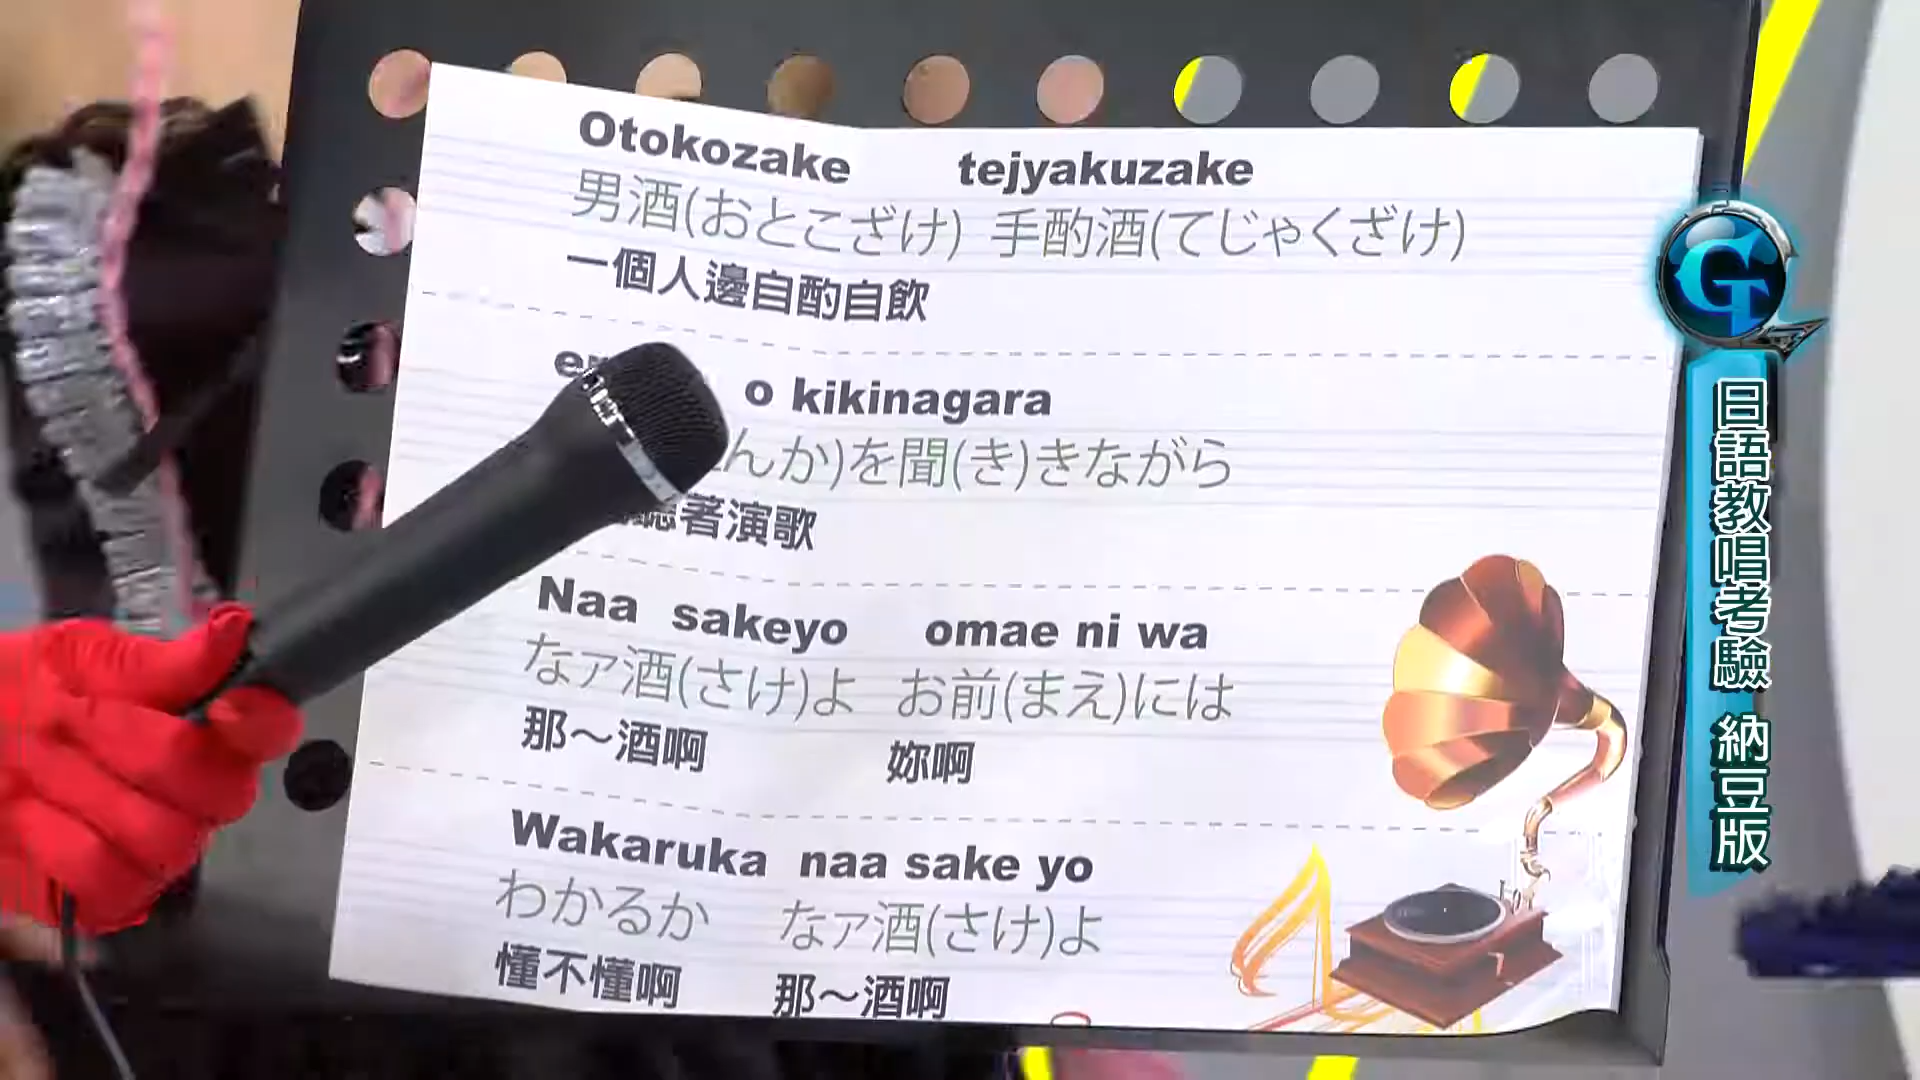 Otokozake tejyakuzake
男酒(おとこざけ) 手酌酒(てじゃくざけ)
一個人邊自酌自飲
o kikinagara
んか)を聞(き)きながら
聽著演歌
Naa sakeyo omae ni wa
なァ酒(さけ)よ お前(まえ)には
那～酒啊 妳啊
Wakaruka naa sake yo
わかるか なァ酒(さけ)よ
懂不懂啊 那～酒啊
GT
日語教唱考驗 納豆版